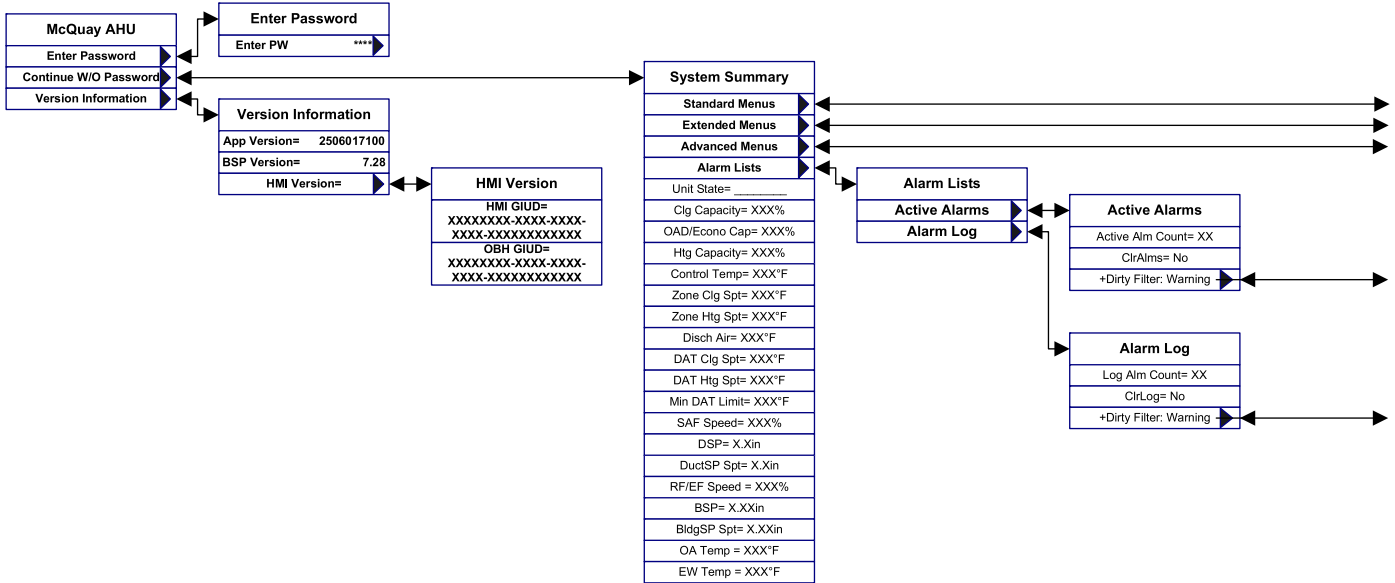 McQuay AHU
Enter Password
Continue W/O Password
Version Information
Enter Password
Enter PW ****
Version Information
App Version= 2506017100
BSP Version= 7.28
HMI Version=
HMI Version
HMI GIUD=
XXXXXXXX-XXXX-XXXX-
XXXX-XXXXXXXXXXXX
OBH GIUD=
XXXXXXXX-XXXX-XXXX-
XXXX-XXXXXXXXXXXX
System Summary
Standard Menus
Extended Menus
Advanced Menus
Alarm Lists
Unit State= ________
Clg Capacity= XXX%
OAD/Econo Cap= XXX%
Htg Capacity= XXX%
Control Temp= XXX°F
Zone Clg Spt= XXX°F
Zone Htg Spt= XXX°F
Disch Air= XXX°F
DAT Clg Spt= XXX°F
DAT Htg Spt= XXX°F
Min DAT Limit= XXX°F
SAF Speed= XXX%
DSP= X.Xin
DuctSP Spt= X.Xin
RF/EF Speed = XXX%
BSP= X.XXin
BldgSP Spt= X.XXin
OA Temp = XXX°F
EW Temp = XXX°F
Alarm Lists
Active Alarms
Alarm Log
Active Alarms
Active Alm Count= XX
ClrAlms= No
+Dirty Filter: Warning
Alarm Log
Log Alm Count= XX
ClrLog= No
+Dirty Filter: Warning